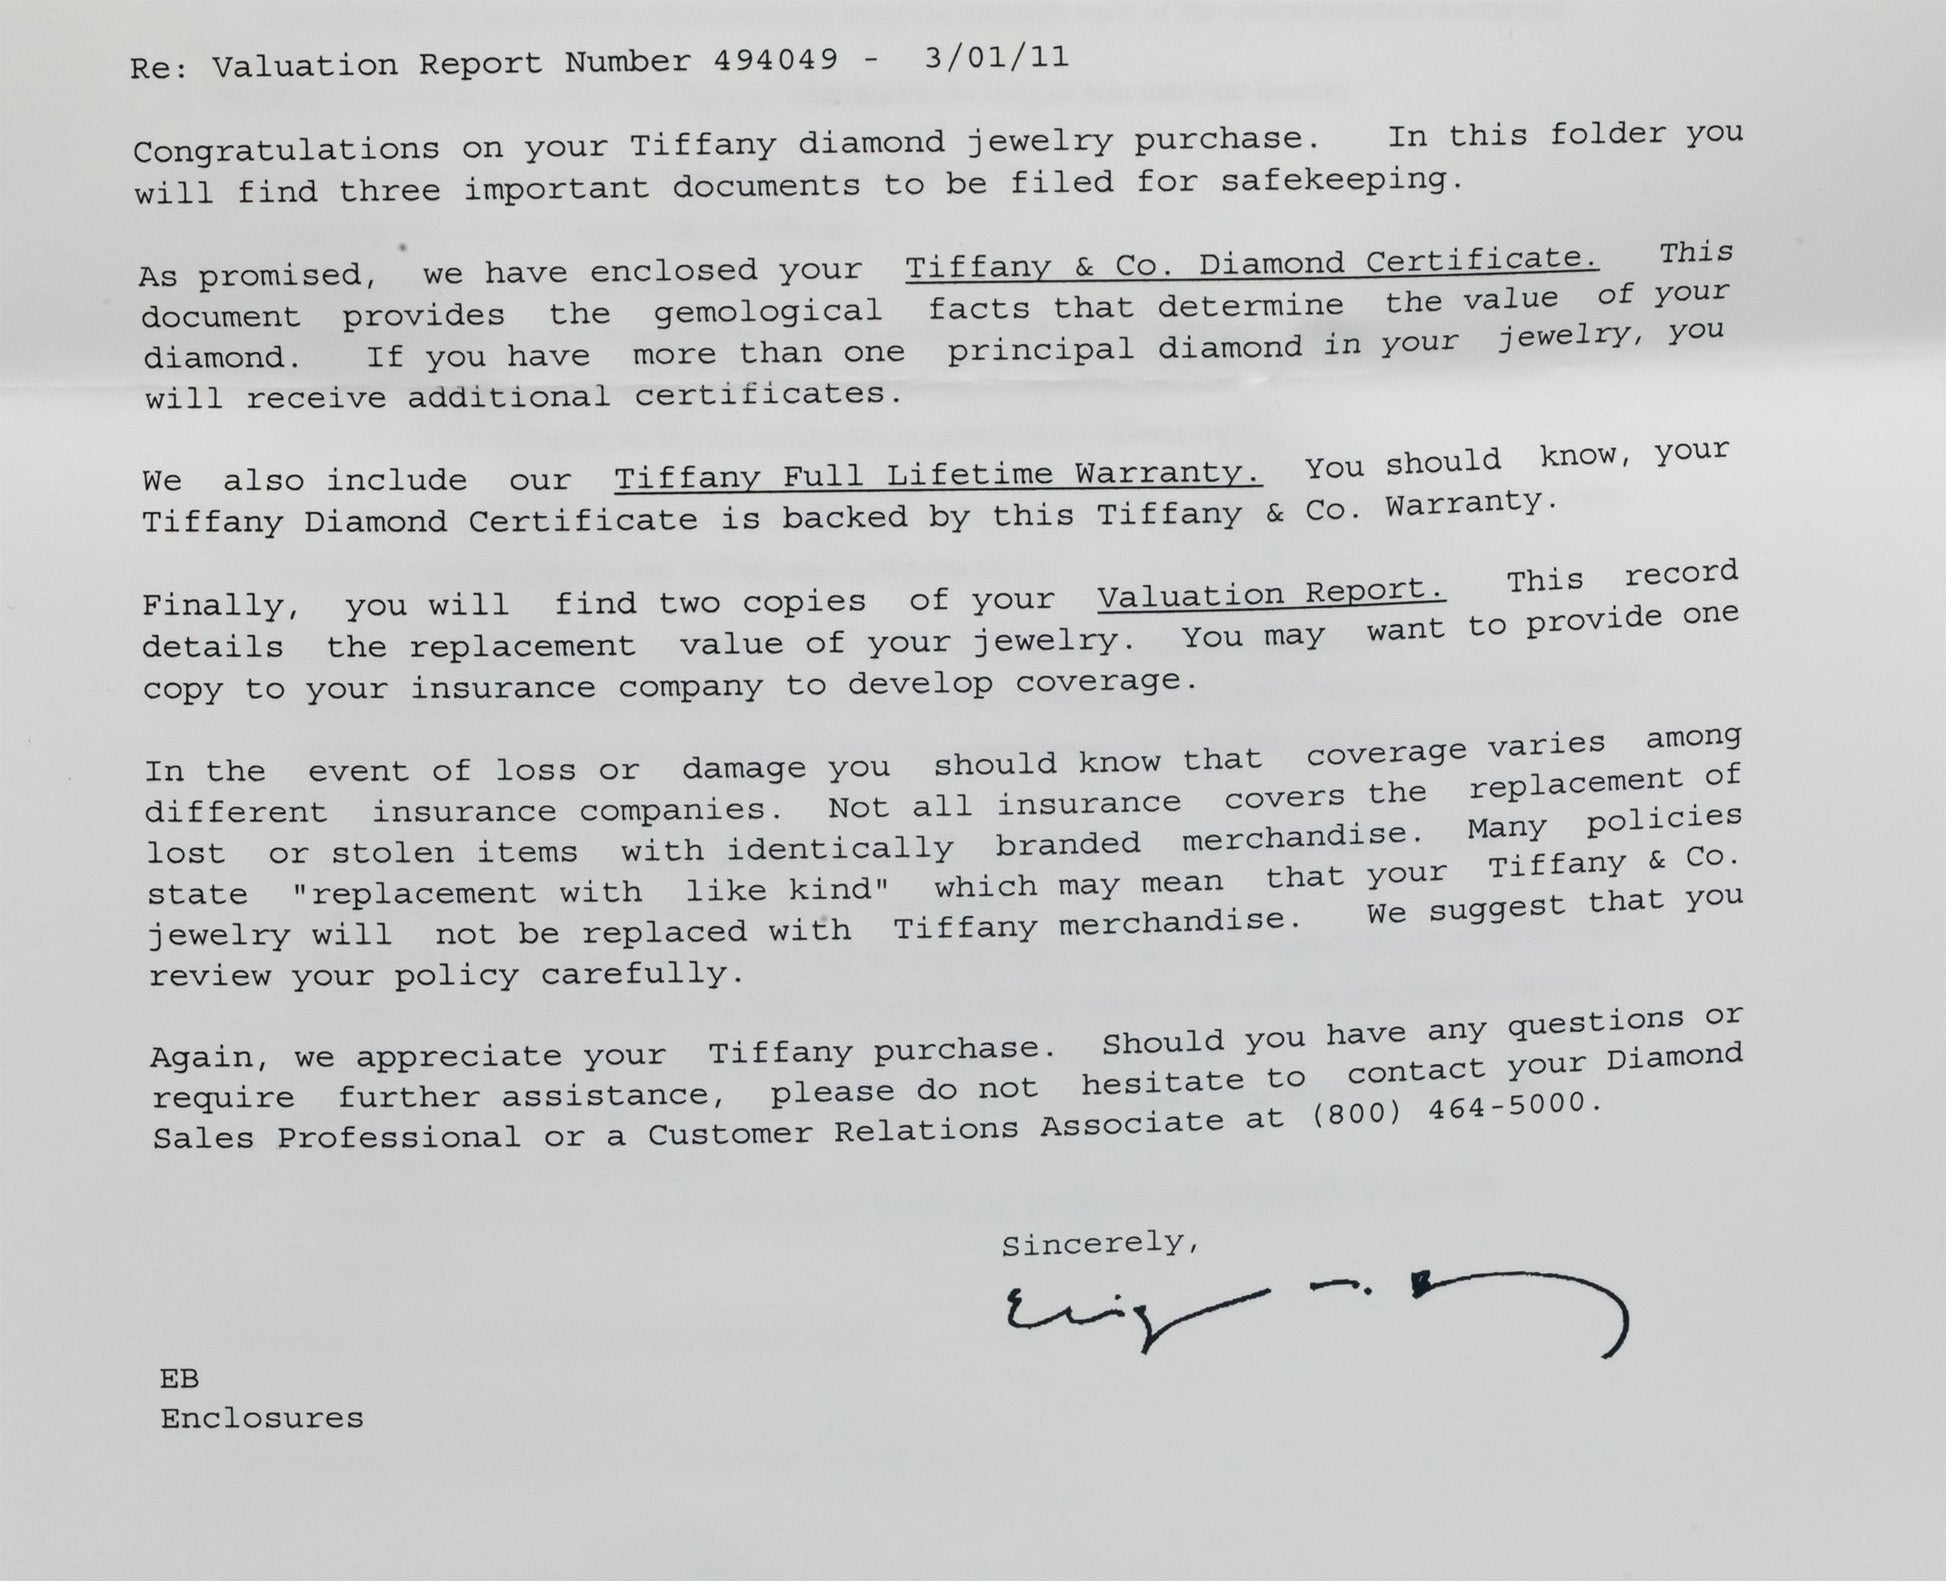 Re: Valuation Report Number 494049 - 3/01/11
Congratulations on your Tiffany diamond jewelry purchase. In this folder you
will find three important documents to be filed for safekeeping.
As promised, we have enclosed your Tiffany & Co. Diamond Certificate. This
document provides the gemological facts that determine the value of your
diamond. If you have more than one principal diamond in your jewelry, you
will receive additional certificates.
We also include our Tiffany Full Lifetime Warranty. You should know, your
Tiffany Diamond Certificate is backed by this Tiffany & Co. Warranty.
Finally, you will find two copies of your Valuation Report. This record
details the replacement value of your jewelry. You may want to provide one
copy to your insurance company to develop coverage.
In the event of loss or damage you should know that coverage varies among
different insurance companies. Not all insurance covers the replacement of
lost or stolen items with identically branded merchandise. Many policies
state "replacement with like kind" which may mean that your Tiffany & Co.
jewelry will not be replaced with Tiffany merchandise. We suggest that you
review your policy carefully.
Again, we appreciate your Tiffany purchase. Should you have any questions or
require further assistance, please do not hesitate to contact your Diamond
Sales Professional or a Customer Relations Associate at (800) 464-5000.
Sincerely,
EB
Enclosures